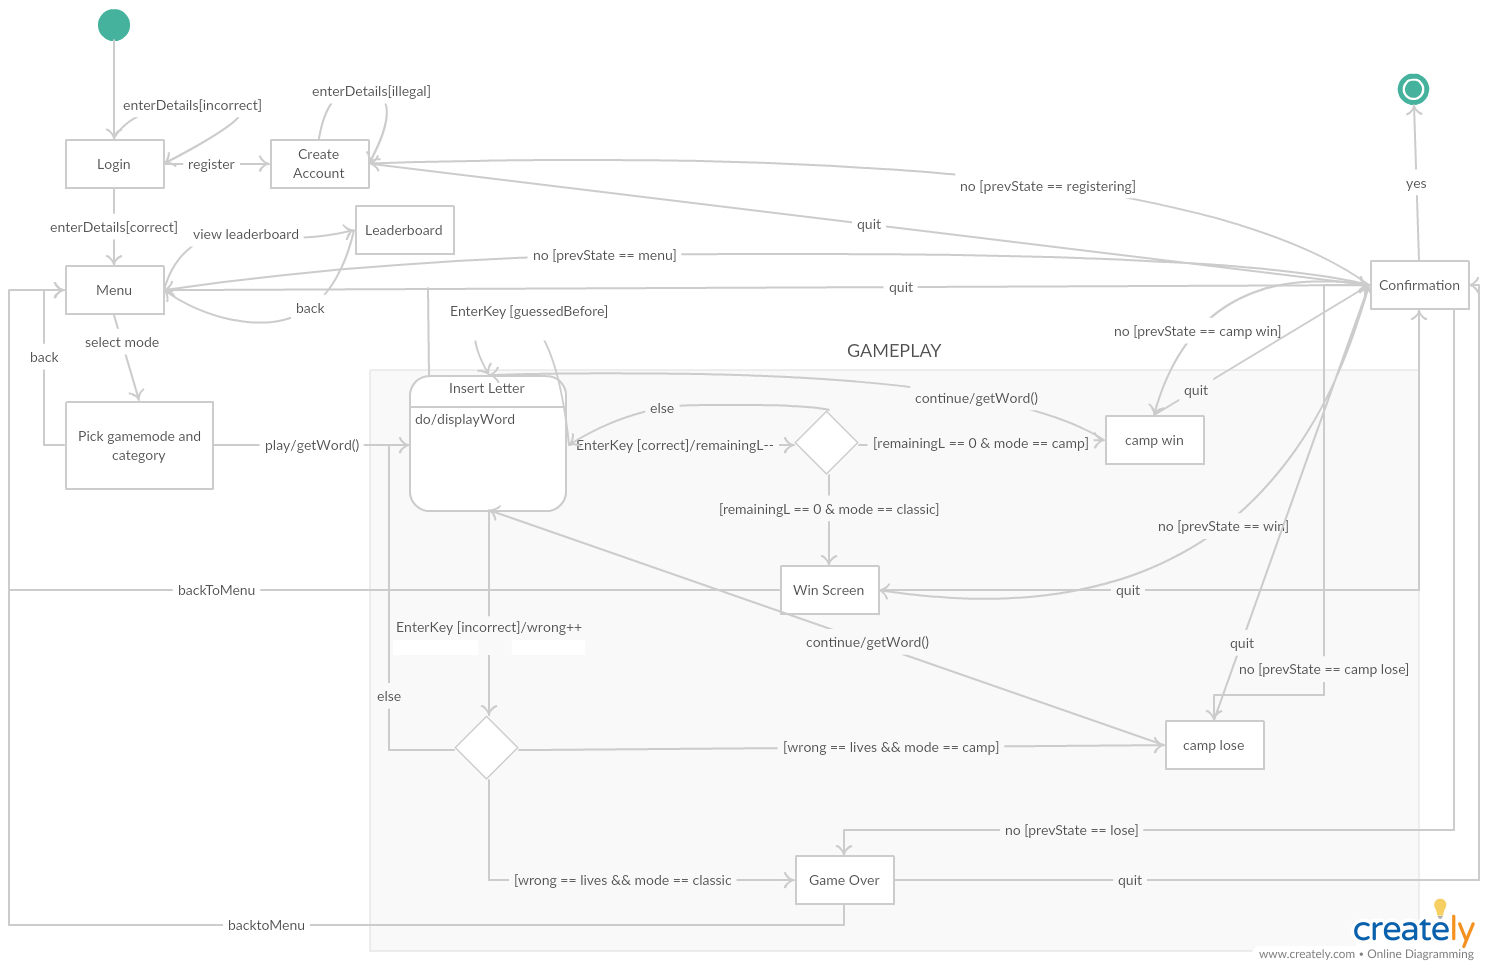 enterDetails[incorrect]
enterDetails[illegal]
Login
register
Create
Account
no [prevState == registering]
yes
enterDetails[correct]
view leaderboard
Leaderboard
quit
no [prevState == menu]
Menu
quit
Confirmation
back
EnterKey [guessedBefore]
select mode
back
no [prevState == camp win]
GAMEPLAY
quit
Insert Letter
do/displayWord
else
continue/getWord()
Pick gamemode and
category
play/getWord()
EnterKey [correct]/remainingL--
[remainingL == 0 & mode == camp]
camp win
[remainingL == 0 & mode == classic]
no [prevState == win]
backToMenu
Win Screen
quit
EnterKey [incorrect]/wrong++
continue/getWord()
quit
no [prevState == camp lose]
else
[wrong == lives && mode == camp]
camp lose
no [prevState == lose]
[wrong == lives && mode == classic
Game Over
quit
backtoMenu
creately
www.creately.com • Online Diagramming